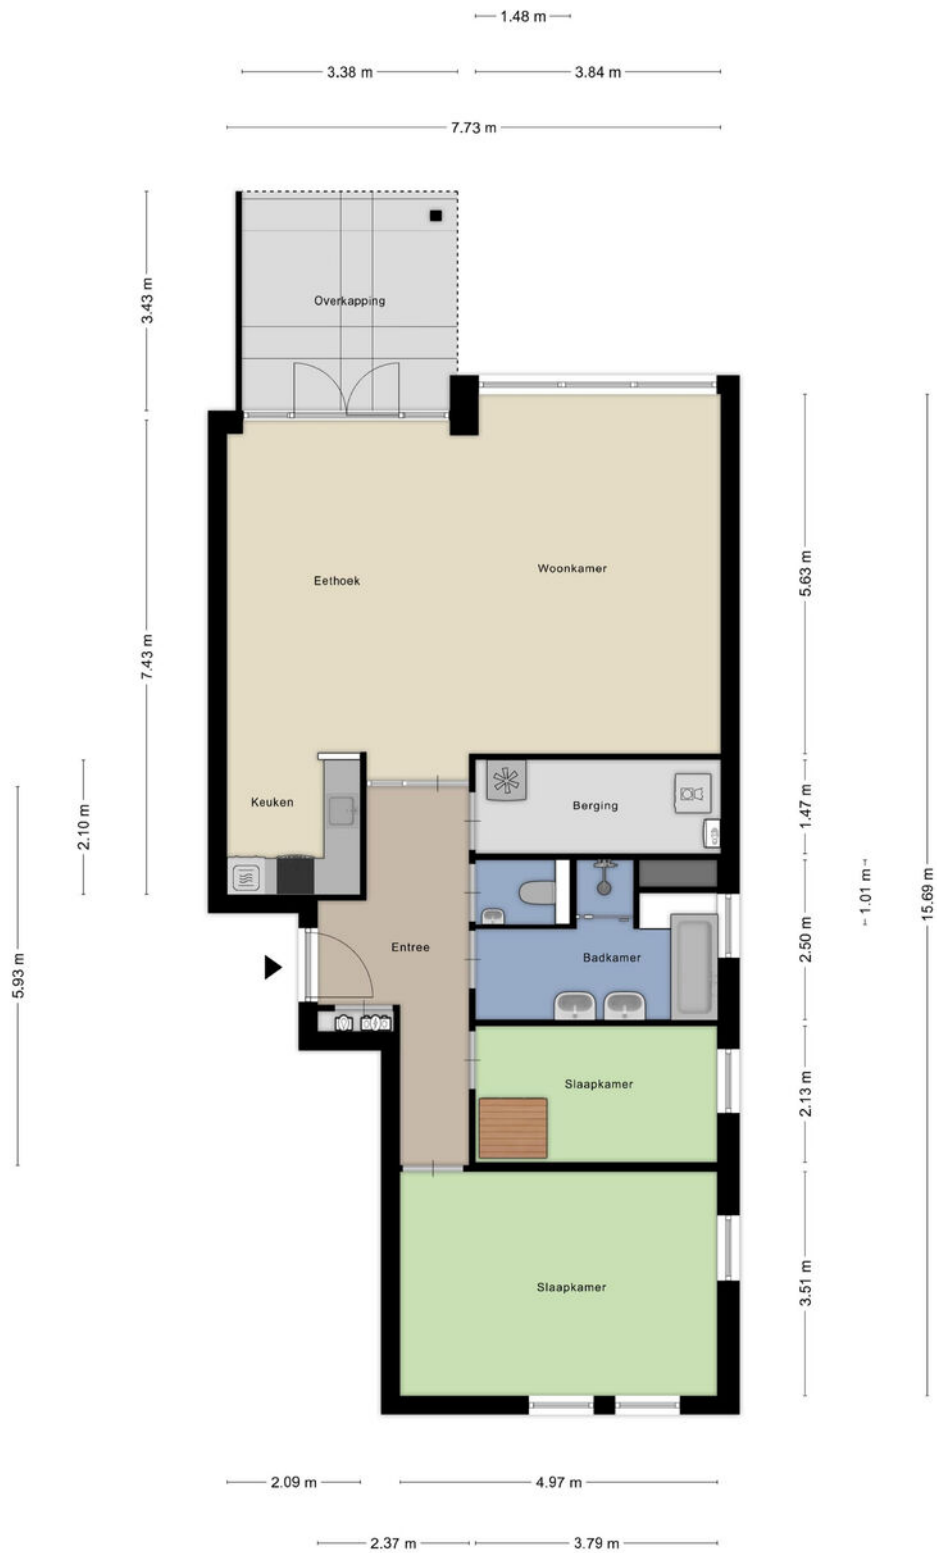 1.48 m
3.38 m
3.84 m
7.73 m
3.43 m
Overkapping
Eethoek
Woonkamer
5.63 m
7.43 m
Keuken
Berging
1.47 m
2.10 m
1.01 m
15.69 m
Entree
Badkamer
2.50 m
5.93 m
Slaapkamer
2.13 m
Slaapkamer
3.51 m
2.09 m
4.97 m
2.37 m
3.79 m